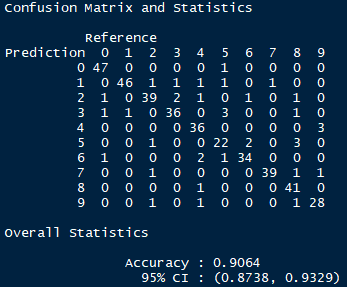 Confusion Matrix and Statistics
Reference
Prediction 0 1 2 3 4 5 6 7 8 9
0 47 0 0 0 0 1 0 0 0 0
1 0 46 1 1 1 1 0 1 0 0
2 1 0 39 2 1 0 1 0 1 0
3 1 1 0 36 0 3 0 0 1 0
4 0 0 0 0 36 0 0 0 0 3
5 0 0 1 0 0 22 2 0 3 0
6 1 0 0 0 2 1 34 0 0 0
7 0 0 1 0 0 0 0 39 1 1
8 0 0 0 0 1 0 0 0 41 0
9 0 0 1 0 1 0 0 0 1 28
Overall Statistics
Accuracy : 0.9064
95% CI : (0.8738, 0.9329)